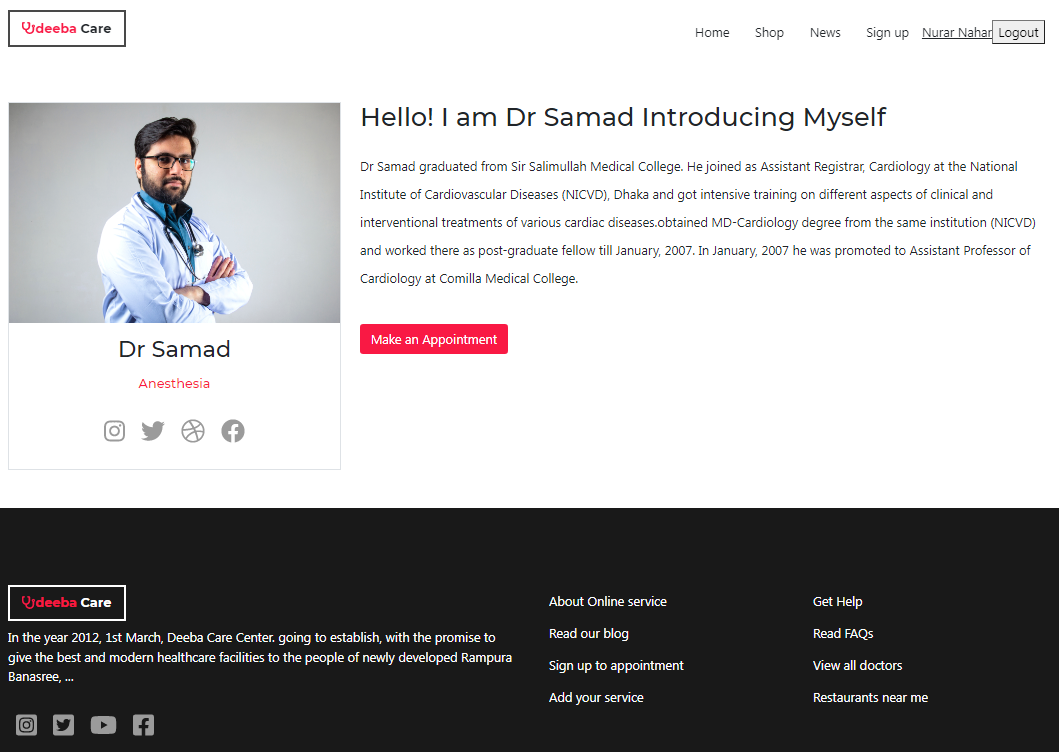 deeba Care
Home Shop News Sign up Nurar Nahar Logout
Hello! I am Dr Samad Introducing Myself
Dr Samad graduated from Sir Salimullah Medical College. He joined as Assistant Registrar, Cardiology at the National
Institute of Cardiovascular Diseases (NICVD), Dhaka and got intensive training on different aspects of clinical and
interventional treatments of various cardiac diseases.obtained MD-Cardiology degree from the same institution (NICVD)
and worked there as post-graduate fellow till January, 2007. In January, 2007 he was promoted to Assistant Professor of
Cardiology at Comilla Medical College.
Make an Appointment
Dr Samad
Anesthesia
deeba Care
In the year 2012, 1st March, Deeba Care Center. going to establish, with the promise to
give the best and modern healthcare facilities to the people of newly developed Rampura
Banasree, ...
About Online service
Read our blog
Sign up to appointment
Add your service
Get Help
Read FAQs
View all doctors
Restaurants near me